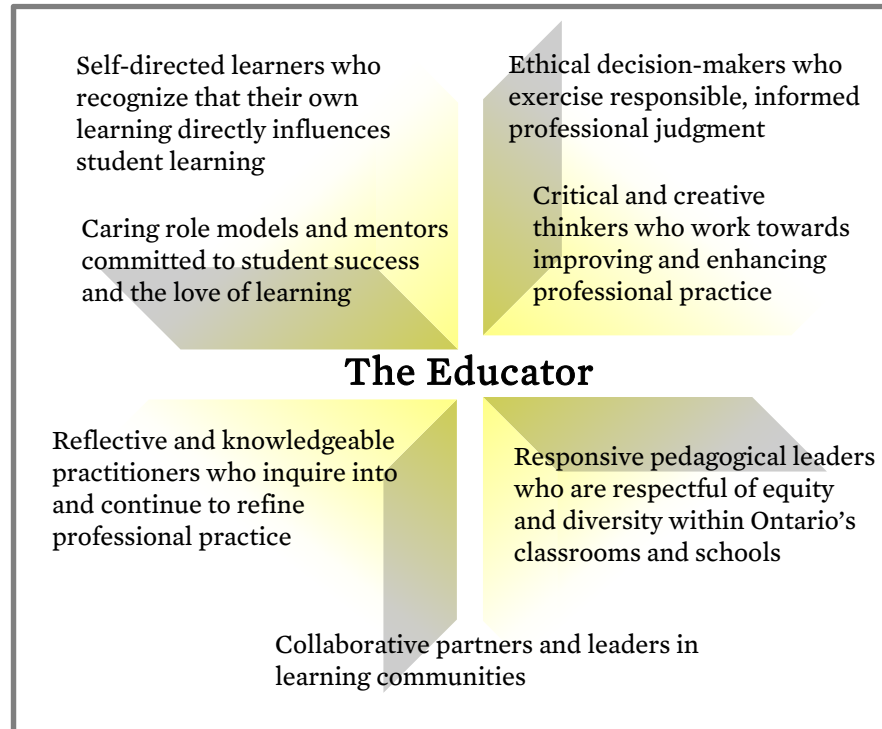 Self-directed learners who
recognize that their own
learning directly influences
student learning
Ethical decision-makers who
exercise responsible, informed
professional judgment
Caring role models and mentors
committed to student success
and the love of learning
Critical and creative
thinkers who work towards
improving and enhancing
professional practice
The Educator
Reflective and knowledgeable
practitioners who inquire into
and continue to refine
professional practice
Responsive pedagogical leaders
who are respectful of equity
and diversity within Ontario’s
classrooms and schools
Collaborative partners and leaders in
learning communities